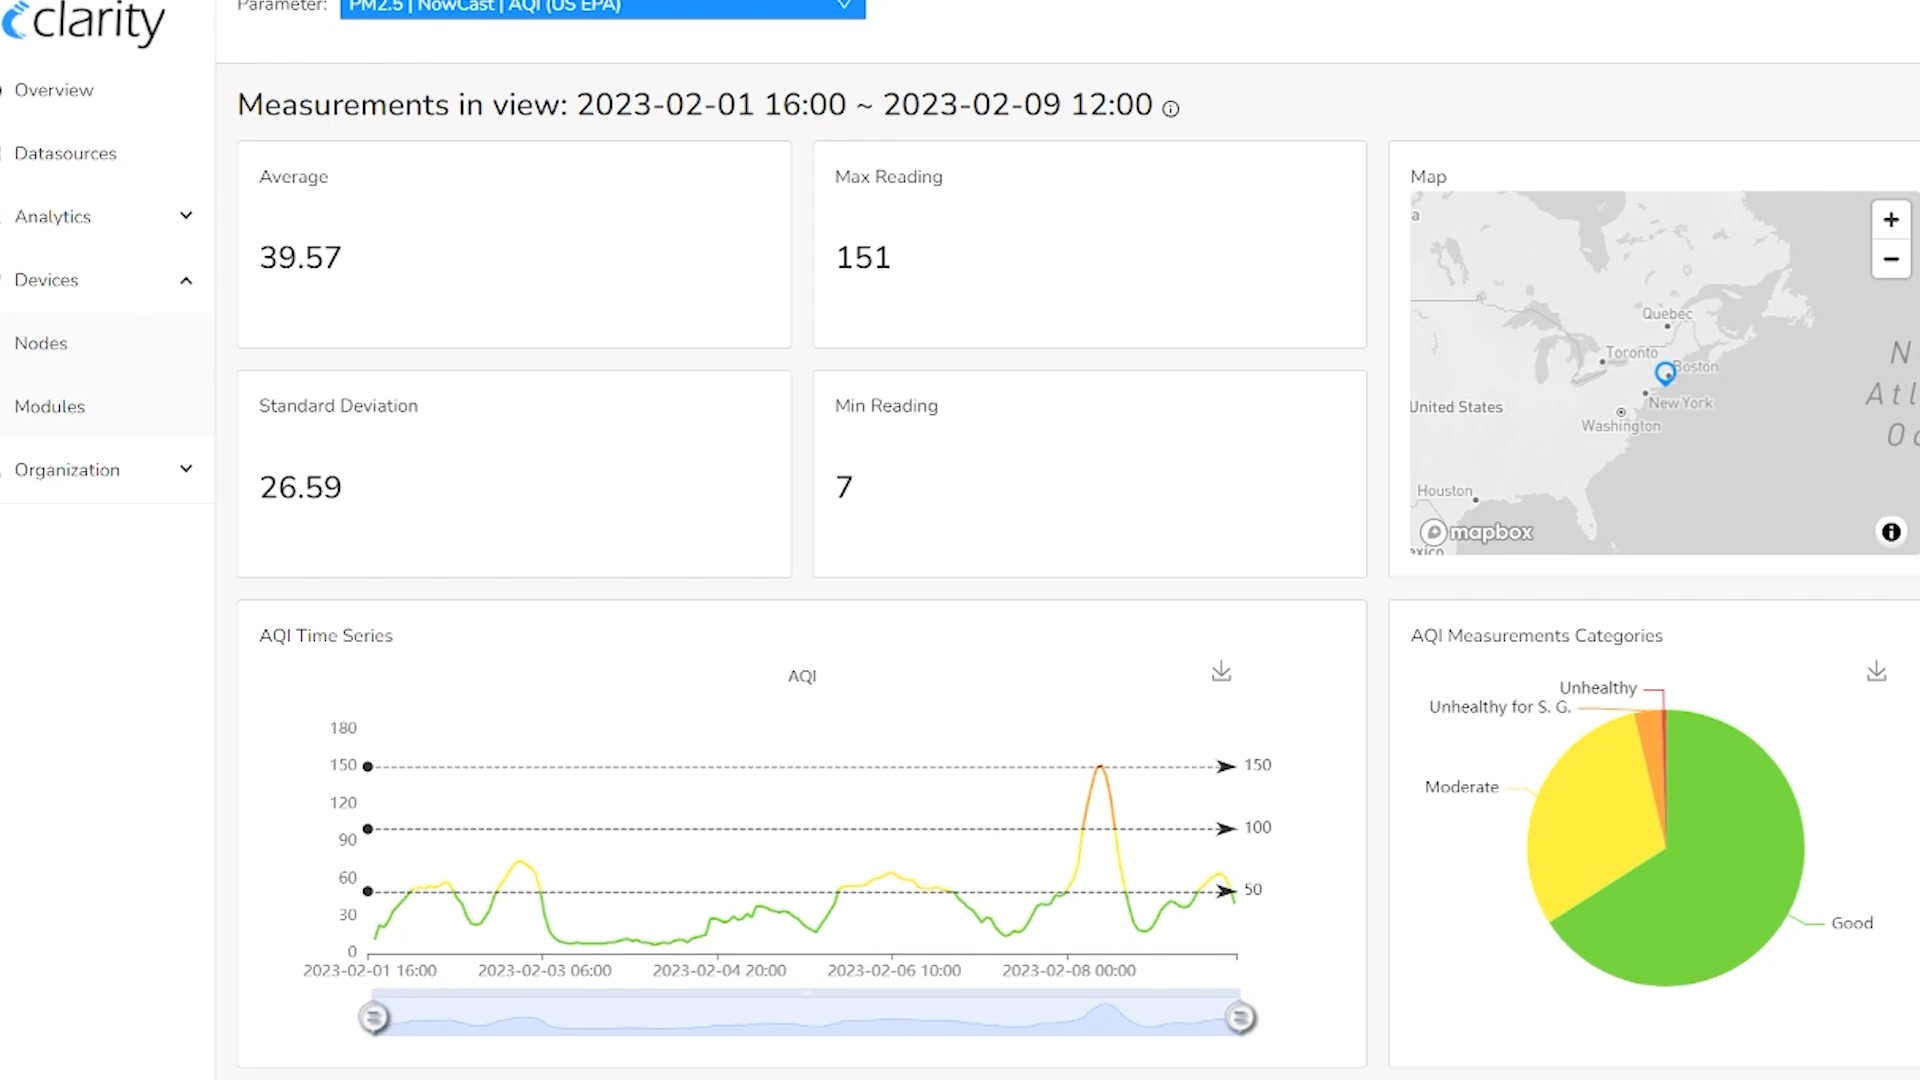 clarity
Parameter:
PM2.5 | NowCast | AQI (US EPA)
Overview
Datasources
Analytics
Devices
Nodes
Modules
Organization
Measurements in view: 2023-02-01 16:00 ~ 2023-02-09 12:00
Average
39.57
Max Reading
151
Standard Deviation
26.59
Min Reading
7
Map
a
Quebec
Toronto
Boston
New York
United States
Washington
Houston
N
Atl
Oc
mapbox
exico
+
−
AQI Time Series
AQI
180
150
120
90
60
30
0
150
100
50
2023-02-01 16:00
2023-02-03 06:00
2023-02-04 20:00
2023-02-06 10:00
2023-02-08 00:00
AQI Measurements Categories
Unhealthy
Unhealthy for S. G.
Moderate
Good